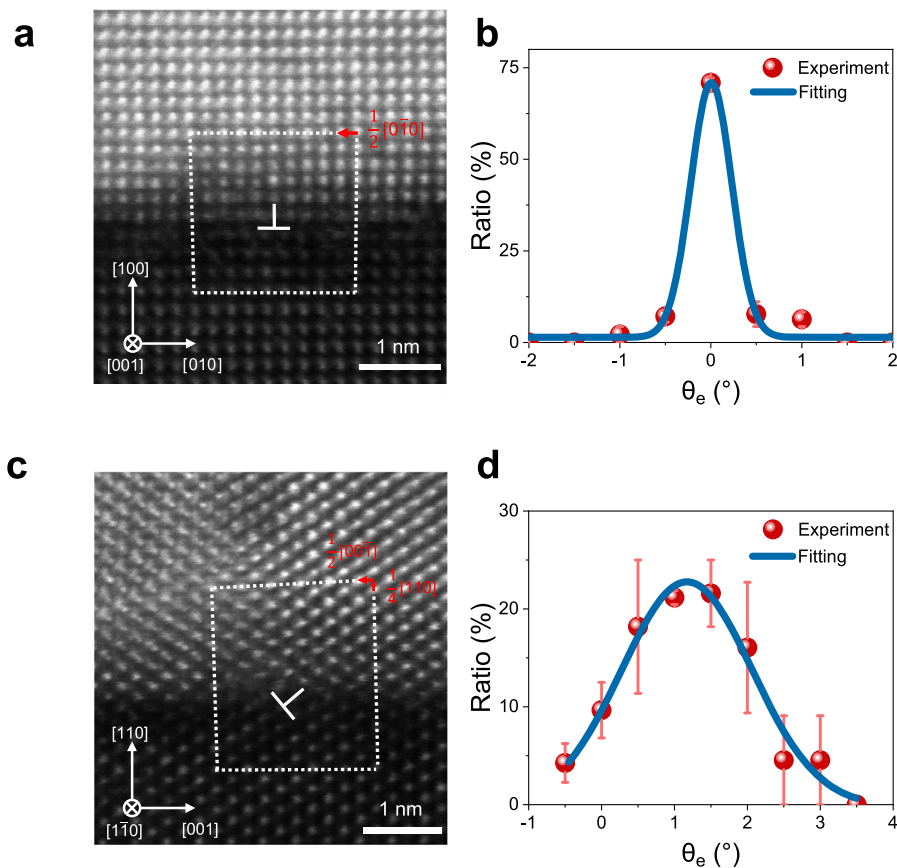 a
1/2[01̄0]
[100]
[001]
[010]
1 nm
b
Experiment
Fitting
Ratio (%)
75
50
25
0
-2
-1
0
1
2
θe (°)
c
1/2[001̄]
1/4[110]
[110]
[11̄0]
[001]
1 nm
d
Experiment
Fitting
Ratio (%)
30
20
10
0
-1
0
1
2
3
4
θe (°)